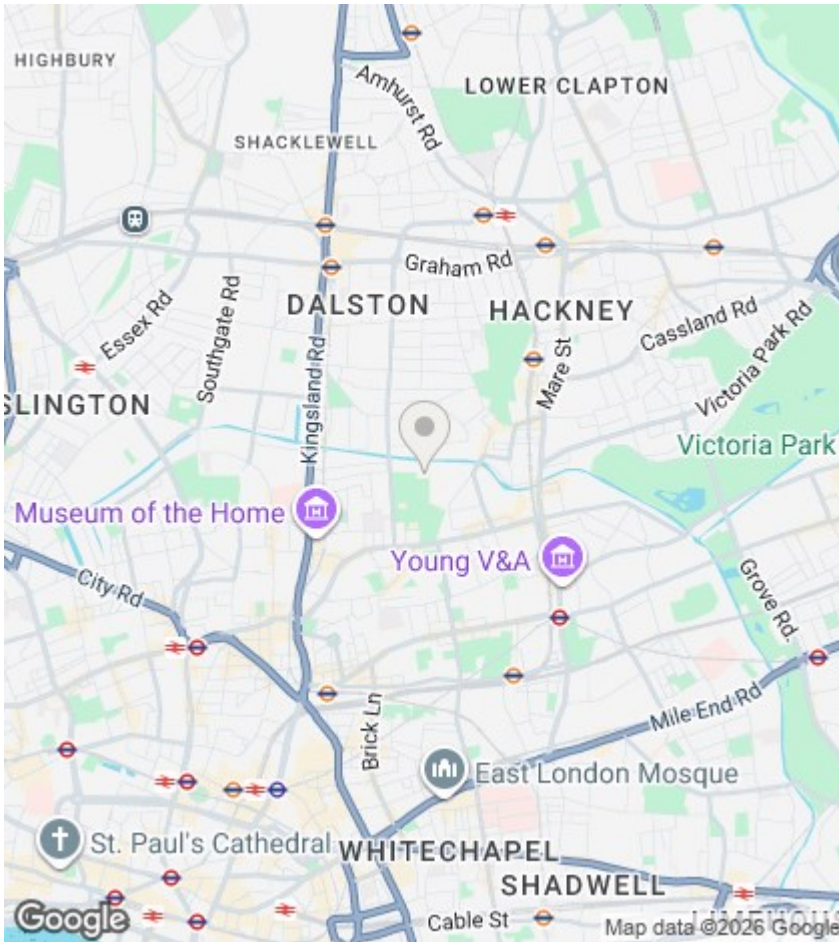 HIGHBURY
Amhurst Rd
LOWER CLAPTON
SHACKLEWELL
Graham Rd
Essex Rd
Southgate Rd
DALSTON
HACKNEY
Cassland Rd
Mare St
Victoria Park Rd
SLINGTON
Kingsland Rd
Victoria Park
Museum of the Home
Young V&A
City Rd
Grove Rd.
Brick Ln
Mile End Rd
East London Mosque
St. Paul's Cathedral
WHITECHAPEL
SHADWELL
Google
Cable St
Map data ©2026 Google